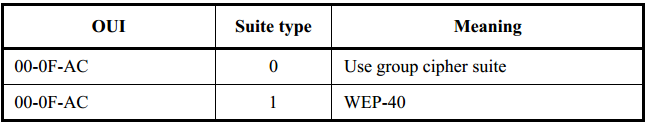 OUI Suite type Meaning
00-0F-AC 0 Use group cipher suite
00-0F-AC 1 WEP-40